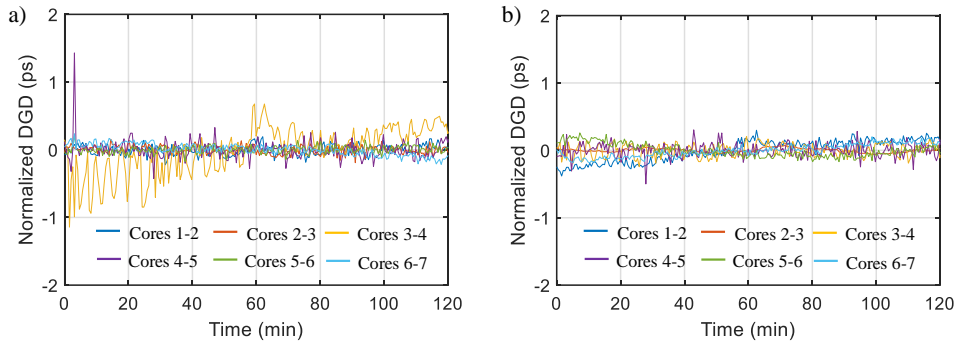 a)
Normalized DGD (ps)
2
1
0
-1
-2
Cores 1-2 Cores 2-3 Cores 3-4
Cores 4-5 Cores 5-6 Cores 6-7
0 20 40 60 80 100 120
Time (min)
b)
Normalized DGD (ps)
2
1
0
-1
-2
Cores 1-2 Cores 2-3 Cores 3-4
Cores 4-5 Cores 5-6 Cores 6-7
0 20 40 60 80 100 120
Time (min)